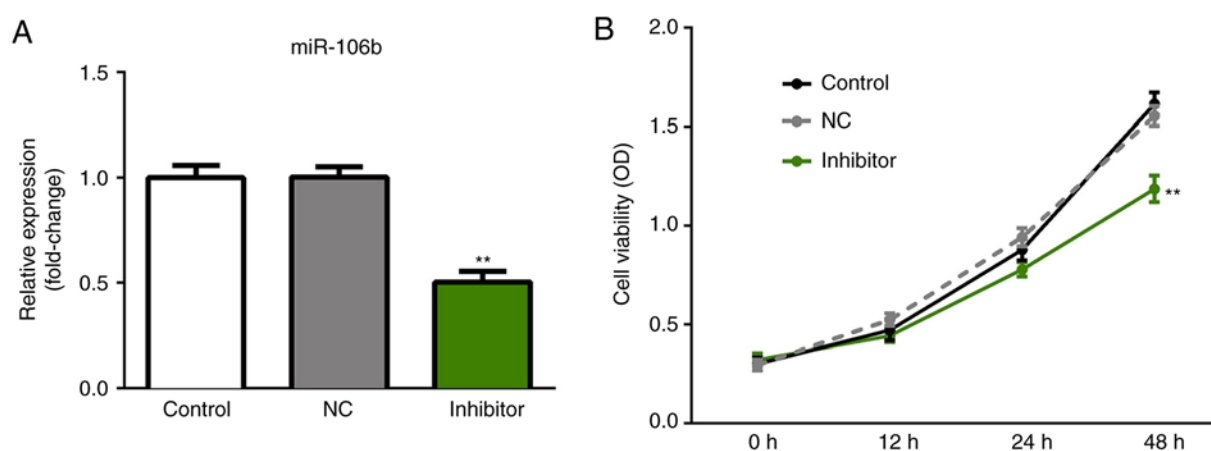 A
miR-106b
Relative expression
(fold-change)
1.5
1.0
0.5
0.0
**
Control
NC
Inhibitor
B
Cell viability (OD)
2.0
1.5
1.0
0.5
0.0
Control
NC
Inhibitor
**
0 h
12 h
24 h
48 h